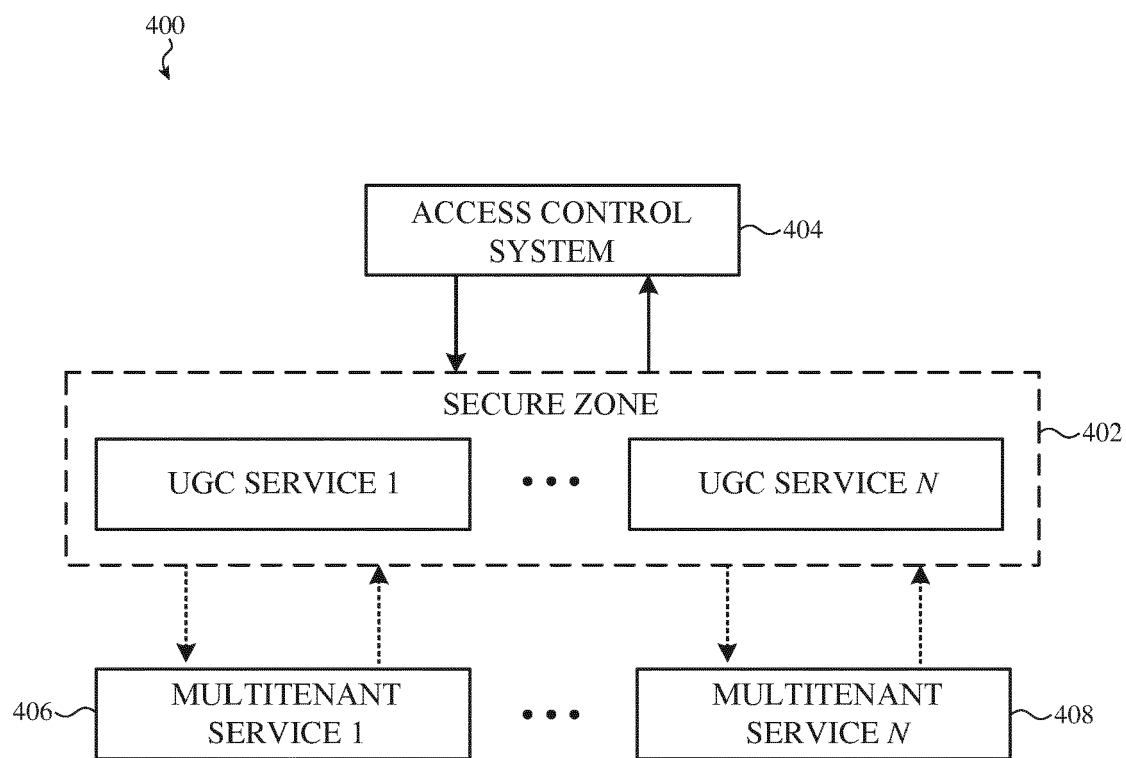 400
ACCESS CONTROL
SYSTEM
404
SECURE ZONE
402
UGC SERVICE 1
UGC SERVICE N
MULTITENANT
SERVICE 1
406
MULTITENANT
SERVICE N
408